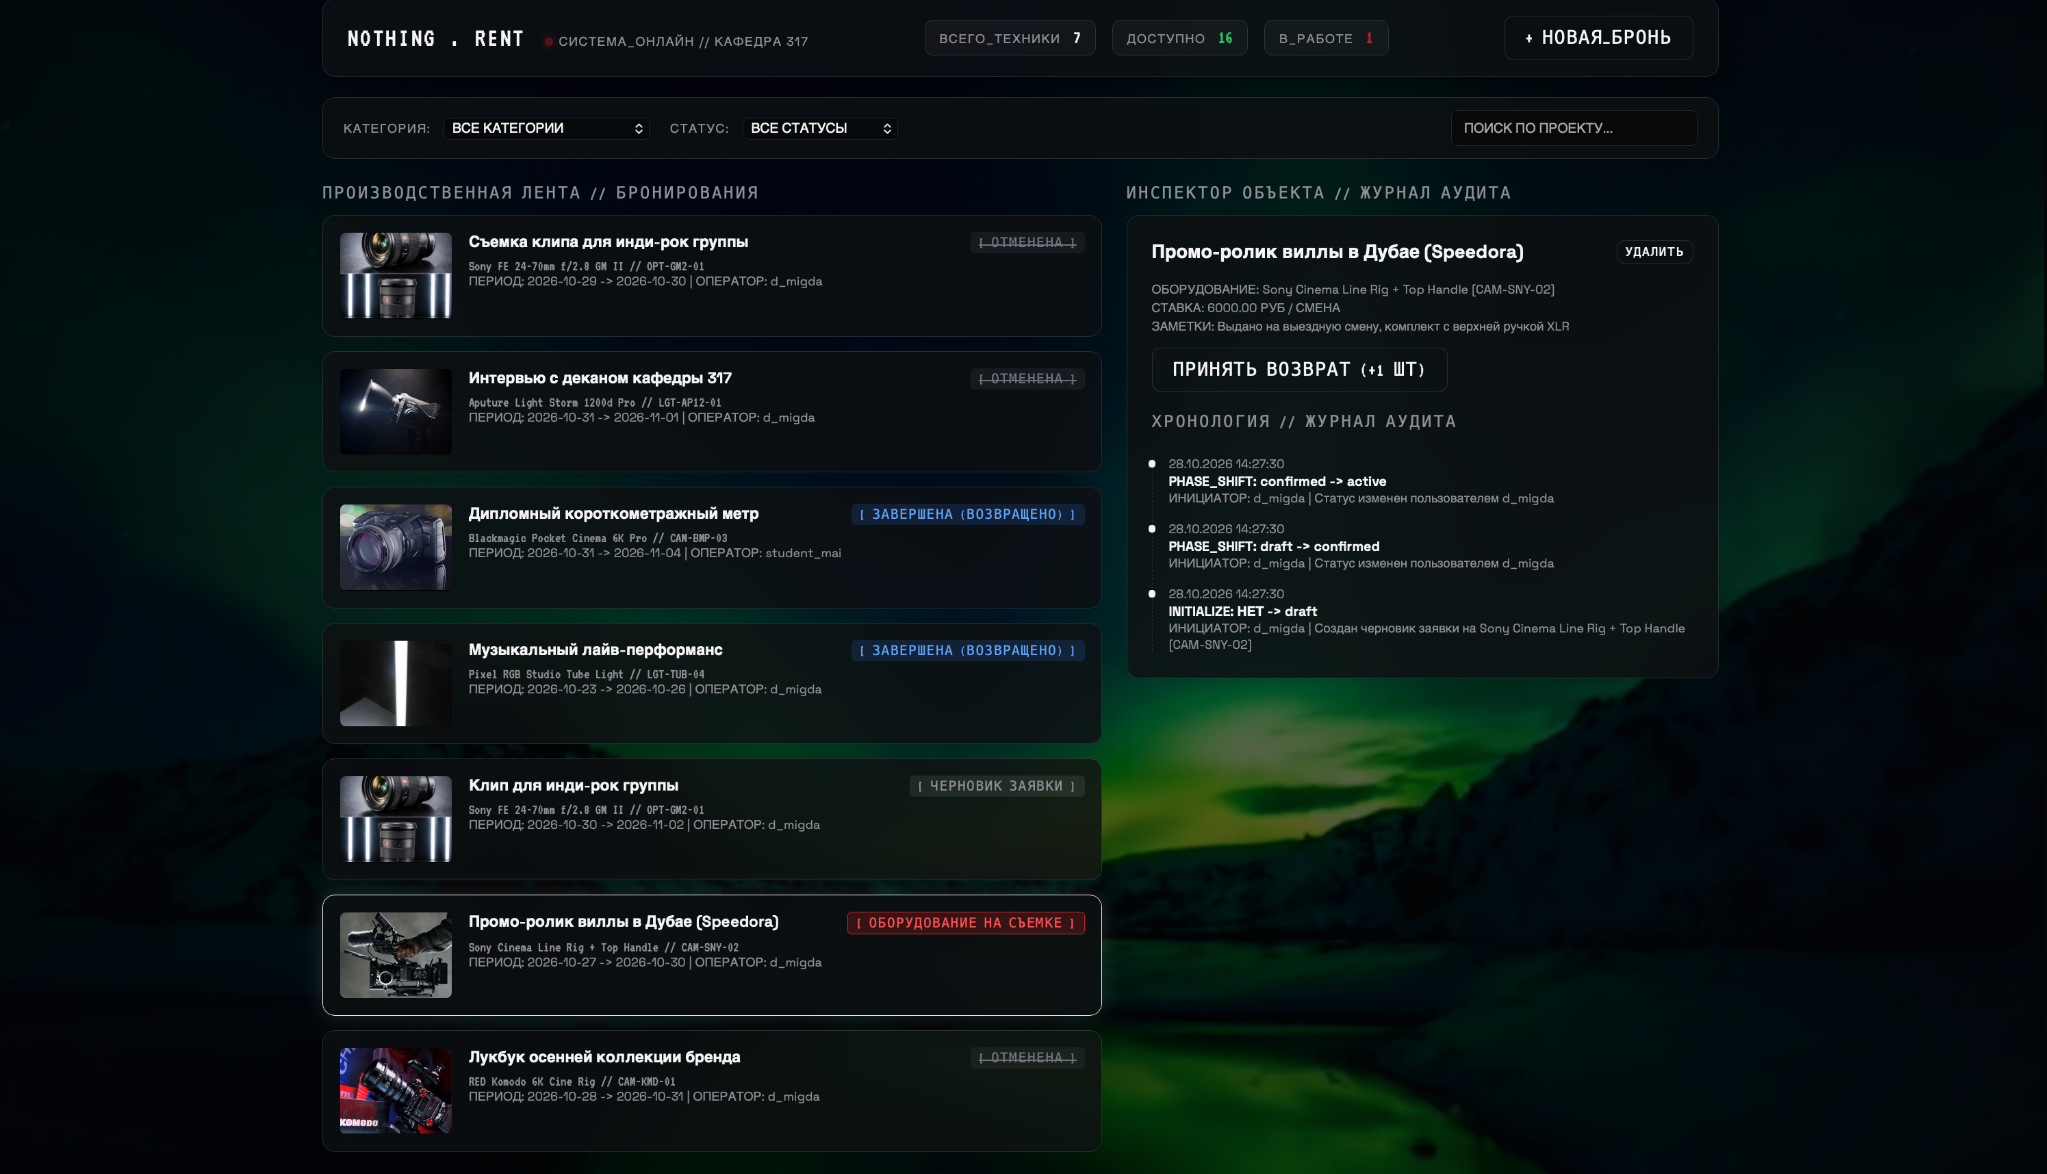 NOTHING . RENT
СИСТЕМА_ОНЛАЙН // КАФЕДРА 317
ВСЕГО_ТЕХНИКИ 7
ДОСТУПНО 16
В_РАБОТЕ 1
+ НОВАЯ_БРОНЬ
КАТЕГОРИЯ: ВСЕ КАТЕГОРИИ
СТАТУС: ВСЕ СТАТУСЫ
ПОИСК ПО ПРОЕКТУ...
ПРОИЗВОДСТВЕННАЯ ЛЕНТА // БРОНИРОВАНИЯ
Съемка клипа для инди-рок группы
[ ОТМЕНЕНА ]
Sony FE 24-70mm f/2.8 GM II // OPT-GM2-01
ПЕРИОД: 2026-10-29 -> 2026-10-30 | ОПЕРАТОР: d_migda
Интервью с деканом кафедры 317
[ ОТМЕНЕНА ]
Aputure Light Storm 1200d Pro // LGT-AP12-01
ПЕРИОД: 2026-10-31 -> 2026-11-01 | ОПЕРАТОР: d_migda
Дипломный короткометражный метр
[ ЗАВЕРШЕНА (ВОЗВРАЩЕНО) ]
Blackmagic Pocket Cinema 6K Pro // CAM-BMP-03
ПЕРИОД: 2026-10-31 -> 2026-11-04 | ОПЕРАТОР: student_mai
Музыкальный лайв-перформанс
[ ЗАВЕРШЕНА (ВОЗВРАЩЕНО) ]
Pixel RGB Studio Tube Light // LGT-TUB-04
ПЕРИОД: 2026-10-23 -> 2026-10-26 | ОПЕРАТОР: d_migda
Клип для инди-рок группы
[ ЧЕРНОВИК ЗАЯВКИ ]
Sony FE 24-70mm f/2.8 GM II // OPT-GM2-01
ПЕРИОД: 2026-10-30 -> 2026-11-02 | ОПЕРАТОР: d_migda
Промо-ролик виллы в Дубае (Speedora)
[ ОБОРУДОВАНИЕ НА СЪЕМКЕ ]
Sony Cinema Line Rig + Top Handle // CAM-SNY-02
ПЕРИОД: 2026-10-27 -> 2026-10-30 | ОПЕРАТОР: d_migda
Лукбук осенней коллекции бренда
[ ОТМЕНЕНА ]
RED Komodo 6K Cine Rig // CAM-KMD-01
ПЕРИОД: 2026-10-28 -> 2026-10-31 | ОПЕРАТОР: d_migda
KOMODO
ИНСПЕКТОР ОБЪЕКТА // ЖУРНАЛ АУДИТА
Промо-ролик виллы в Дубае (Speedora)
УДАЛИТЬ
ОБОРУДОВАНИЕ: Sony Cinema Line Rig + Top Handle [CAM-SNY-02]
СТАВКА: 6000.00 РУБ / СМЕНА
ЗАМЕТКИ: Выдано на выездную смену, комплект с верхней ручкой XLR
ПРИНЯТЬ ВОЗВРАТ (+1 ШТ)
ХРОНОЛОГИЯ // ЖУРНАЛ АУДИТА
28.10.2026 14:27:30
PHASE_SHIFT: confirmed -> active
ИНИЦИАТОР: d_migda | Статус изменен пользователем d_migda
28.10.2026 14:27:30
PHASE_SHIFT: draft -> confirmed
ИНИЦИАТОР: d_migda | Статус изменен пользователем d_migda
28.10.2026 14:27:30
INITIALIZE: НЕТ -> draft
ИНИЦИАТОР: d_migda | Создан черновик заявки на Sony Cinema Line Rig + Top Handle
[CAM-SNY-02]